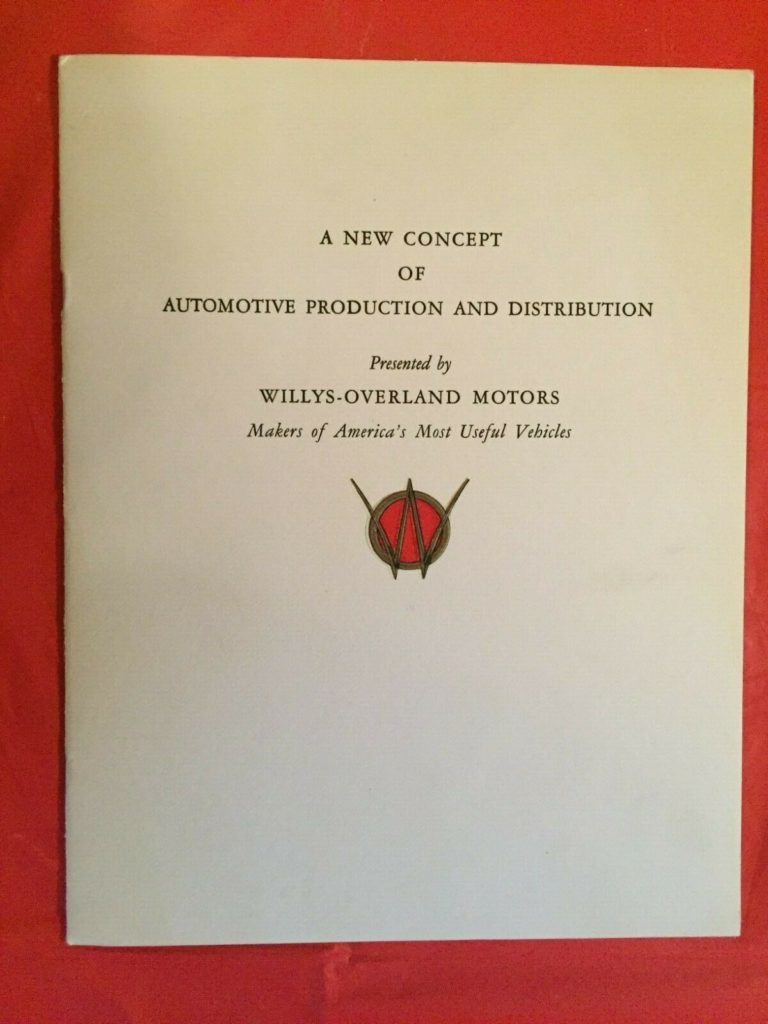 A NEW CONCEPT
OF
AUTOMOTIVE PRODUCTION AND DISTRIBUTION
Presented by
WILLYS-OVERLAND MOTORS
Makers of America's Most Useful Vehicles
W